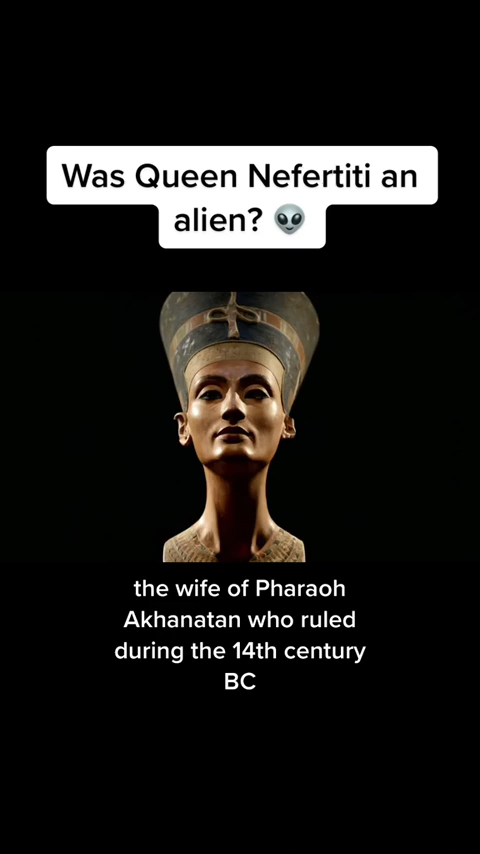 Was Queen Nefertiti an
alien? 👽
the wife of Pharaoh
Akhanatan who ruled
during the 14th century
BC